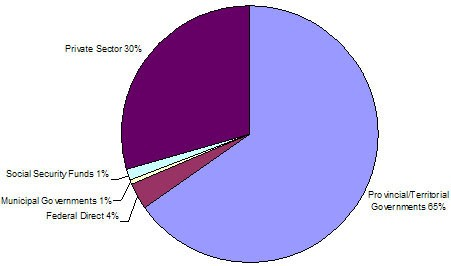 Private Sector 30%
Social Security Funds 1%
Municipal Governments 1%
Federal Direct 4%
Provincial/Territorial
Governments 65%